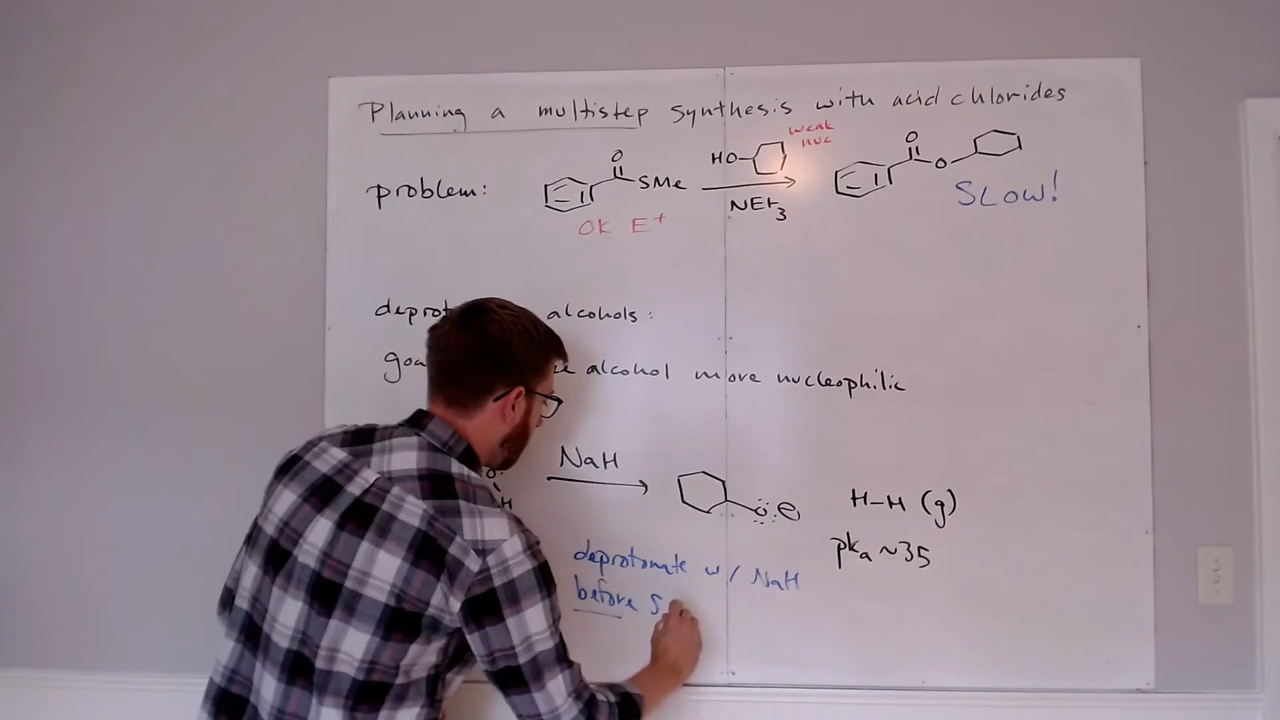 Planning a multistep synthesis with acid chlorides
weak
nuc
problem:
O
SMe
HO
NEt3
O
O
SLOW!
OK E+
alcohols:
alcohol more nucleophilic
NaH
O
H
O ⊖
H-H (g)
pka ~35
deprotonate w/ NaH
before